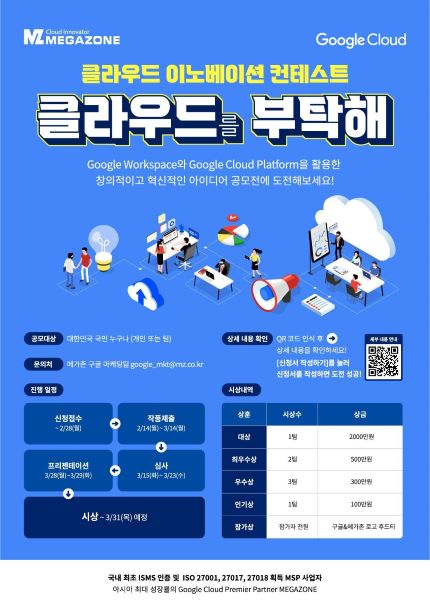 Cloud Innovator
MZ MEGAZONE
Google Cloud
클라우드 이노베이션 컨테스트
클라우드를 부탁해
Google Workspace와 Google Cloud Platform을 활용한
창의적이고 혁신적인 아이디어 공모전에 도전해보세요!
공모대상 대한민국 국민 누구나 (개인 또는 팀)
문의처 메가존 구글 마케팅팀 google_mkt@mz.co.kr
상세 내용 확인 QR 코드 인식 후
상세 내용을 확인하세요!
[신청서 작성하기]를 눌러
신청서를 작성하면 도전 성공!
세부 내용 안내
진행 일정
신청접수
~2/28(월)
작품제출
2/14(월)~3/14(월)
프리젠테이션
3/28(월)~3/29(화)
심사
3/15(화)~3/23(수)
시상 ~ 3/31(목) 예정
시상내역
상훈 시상수 상금
대상 1팀 2000만원
최우수상 2팀 500만원
우수상 3팀 300만원
인기상 1팀 100만원
참가상 참가자 전원 구글&메가존 로고 후드티
국내 최초 ISMS 인증 및 ISO 27001, 27017, 27018 획득 MSP 사업자
아시아 최대 성장률의 Google Cloud Premier Partner MEGAZONE